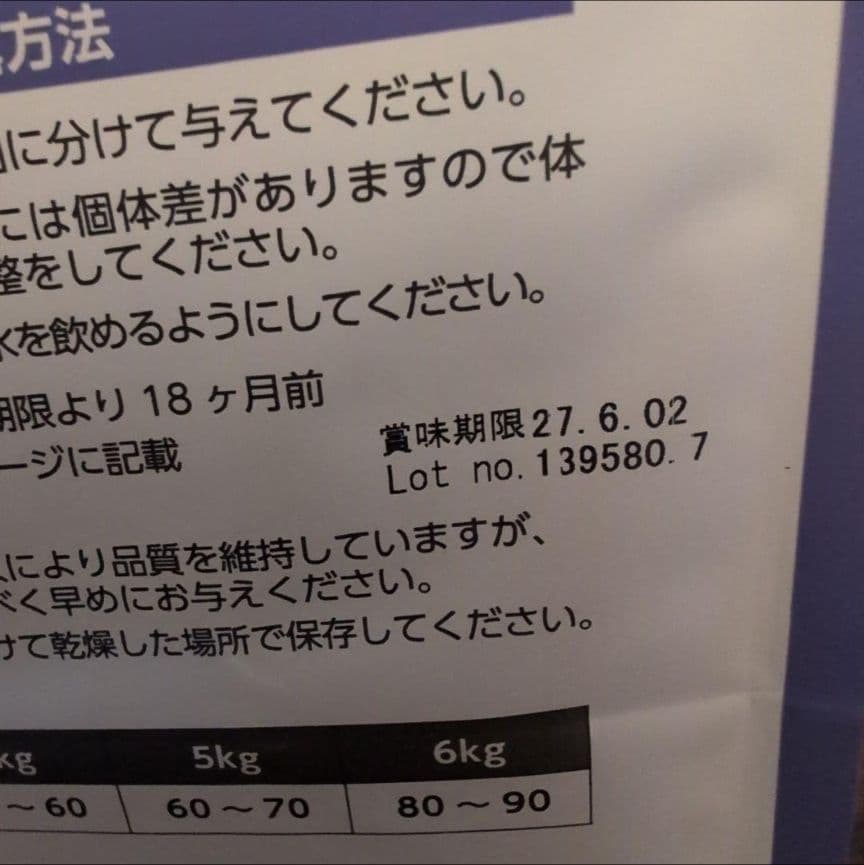 方法
に分けて与えてください。
には個体差がありますので体
整をしてください。
水を飲めるようにしてください。
期限より 18 ヶ月前
ージに記載
賞味期限27.6.02
Lot no.139580.7
により品質を維持していますが、
べく早めにお与えください。
けて乾燥した場所で保存してください。
kg 5kg 6kg
～60 60～70 80～90